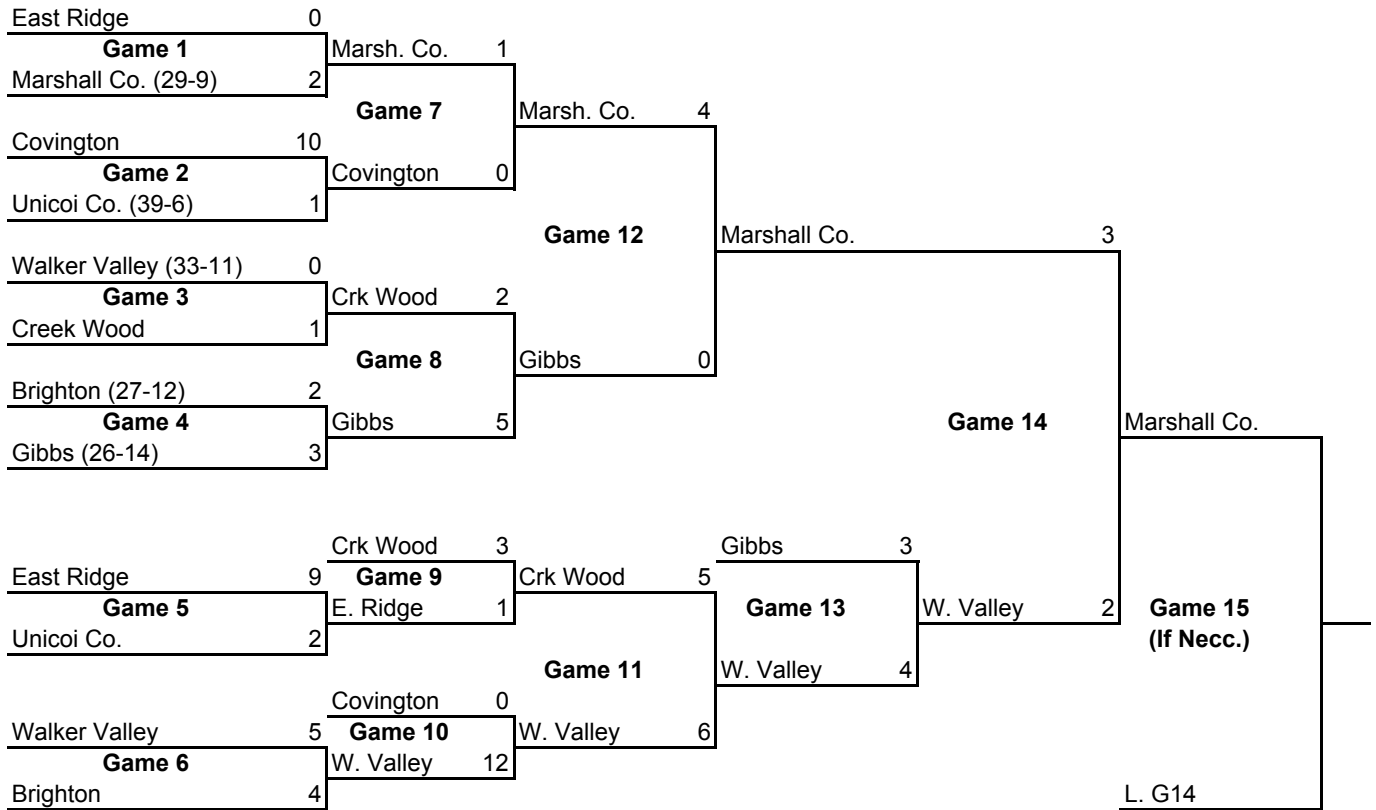 East Ridge 0
Game 1 Marsh. Co. 1
Marshall Co. (29-9) 2
Game 7 Marsh. Co. 4
Covington 10
Game 2 Covington 0
Unicoi Co. (39-6) 1
Game 12 Marshall Co. 3
Walker Valley (33-11) 0
Game 3 Crk Wood 2
Creek Wood 1
Game 8 Gibbs 0
Brighton (27-12) 2
Game 4 Gibbs 5 Game 14 Marshall Co.
Gibbs (26-14) 3
Crk Wood 3 Gibbs 3
East Ridge 9 Game 9 Crk Wood 5
Game 5 E. Ridge 1 Game 13 W. Valley 2 Game 15
Unicoi Co. 2 (If Necc.)
Game 11 W. Valley 4
Covington 0
Walker Valley 5 Game 10 W. Valley 6
Game 6 W. Valley 12
Brighton 4 L. G14